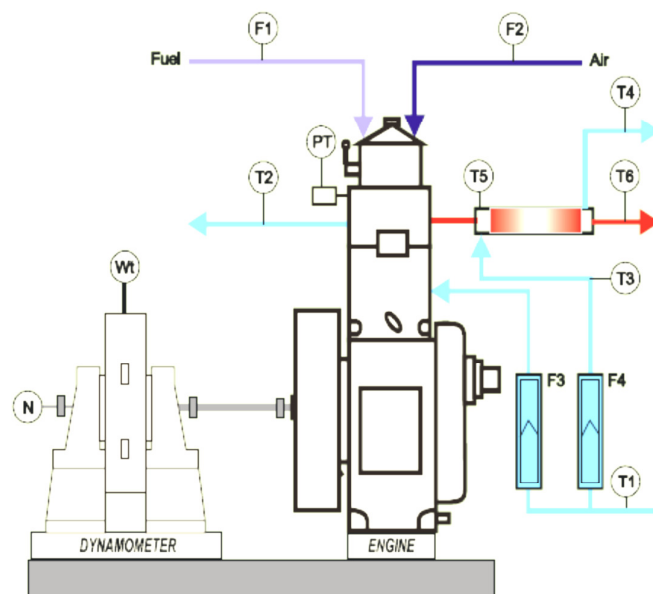 F1
F2
Fuel
Air
T4
PT
T2
T5
T6
Wt
T3
F3
F4
N
T1
DYNAMOMETER
ENGINE